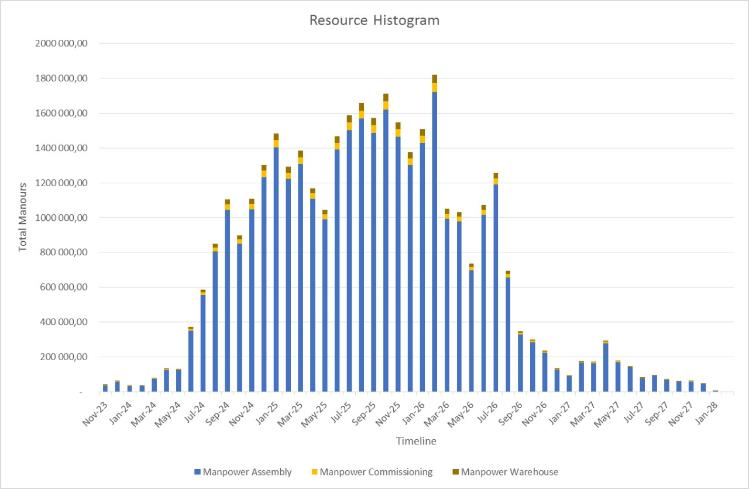 Resource Histogram
2000 000,00
1800 000,00
1600 000,00
1400 000,00
1200 000,00
1000 000,00
800 000,00
600 000,00
400 000,00
200 000,00
-
Total Manours
Nov-23 Jan-24 Mar-24 May-24 Jul-24 Sep-24 Nov-24 Jan-25 Mar-25 May-25 Jul-25 Sep-25 Nov-25 Jan-26 Mar-26 May-26 Jul-26 Sep-26 Nov-26 Jan-27 Mar-27 May-27 Jul-27 Sep-27 Nov-27 Jan-28
Timeline
Manpower Assembly Manpower Commissioning Manpower Warehouse